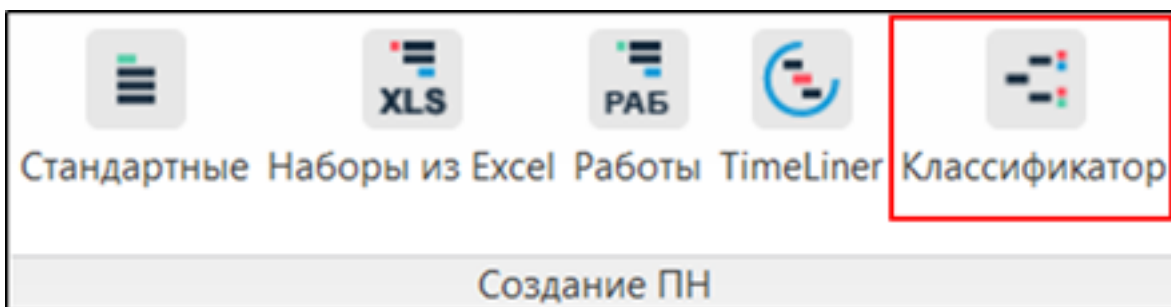 XLS РАБ
Стандартные Наборы из Excel Работы TimeLiner Классификатор
Создание ПН